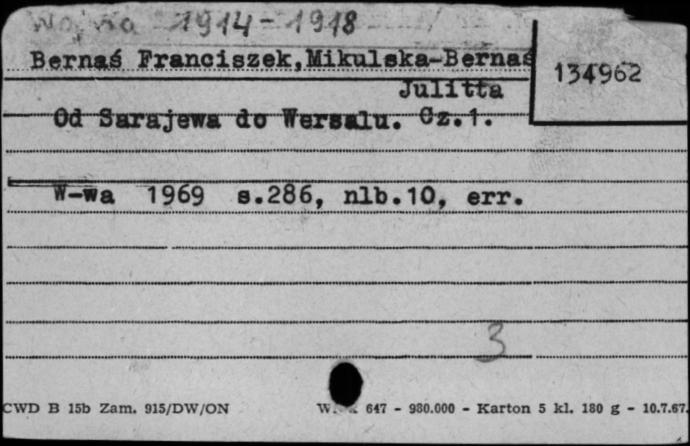 Wojna 1914-1918
Bernaś Franciszek, Mikulska-Bernaś
134962
Julitta
Od Sarajewa do Wersalu. Cz.1.
W-wa 1969 s.286, nlb.10, err.
3
CWD B 15b Zam. 915/DW/ON 647 - 980.000 - Karton 5 kl. 180 g - 10.7.67.